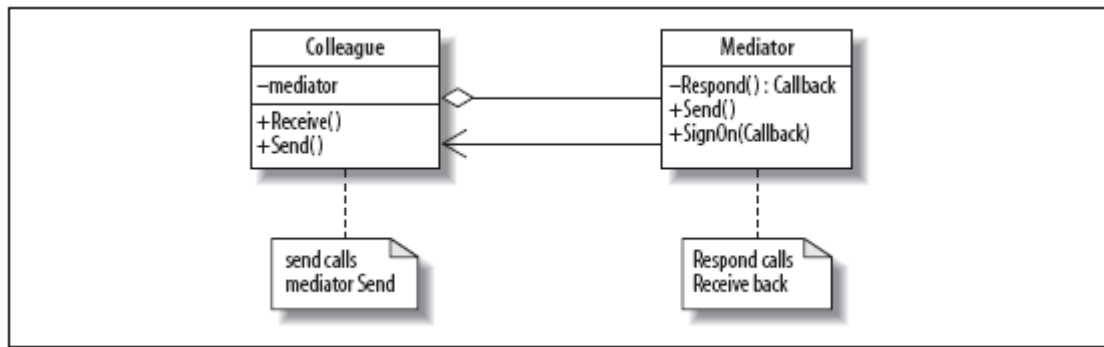 Colleague
–mediator
+Receive()
+Send()
Mediator
–Respond() : Callback
+Send()
+SignOn(Callback)
send calls
mediator Send
Respond calls
Receive back